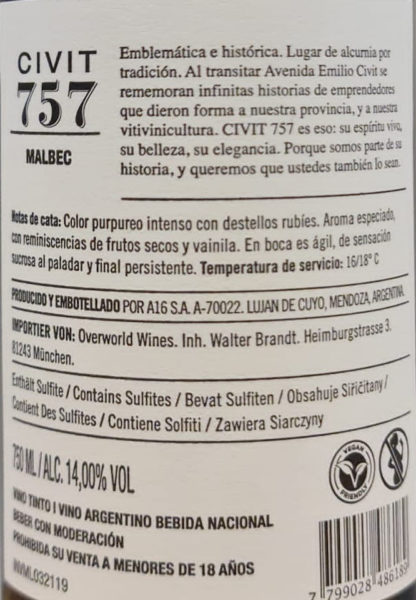 CIVIT
757
MALBEC
Emblemática e histórica. Lugar de alcurnia por
tradición. Al transitar Avenida Emilio Civit se
rememoran infinitas historias de emprendedores
que dieron forma a nuestra provincia, y a nuestra
vitivinicultura. CIVIT 757 es eso: su espíritu vivo,
su belleza, su elegancia. Porque somos parte de su
historia, y queremos que ustedes también lo sean.
Notas de cata: Color purpureo intenso con destellos rubíes. Aroma especiado,
con reminiscencias de frutos secos y vainila. En boca es ágil, de sensación
sucrosa al paladar y final persistente. Temperatura de servicio: 16/18° C
PRODUCIDO Y EMBOTELLADO POR A16 S.A. A-70022. LUJAN DE CUYO, MENDOZA, ARGENTINA
IMPORTIER VON: Overworld Wines. Inh. Walter Brandt. Heimburgstrasse 3.
81243 München.
Enthält Sulfite / Contains Sulfites / Bevat Sulfiten / Obsahuje Siřičitany /
Contient Des Sulfites / Contiene Solfiti / Zawiera Siarczyny
750 ML / ALC. 14,00% VOL
VEGAN
FRIENDLY
VINO TINTO I VINO ARGENTINO BEBIDA NACIONAL
BEBER CON MODERACIÓN
PROHIBIDA SU VENTA A MENORES DE 18 AÑOS
INVML032119
7 799028 486189